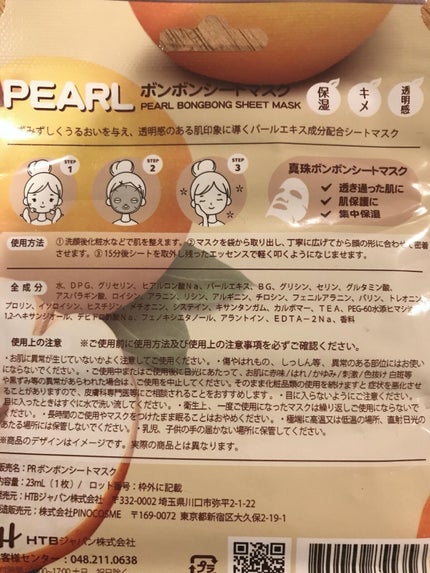 PEARL ボンボンシートマスク
PEARL BONGBONG SHEET MASK
保湿
キメ
透明感
ずみずしくうるおいを与え、透明感のある肌印象に導くパールエキス成分配合シートマスク
STEP 1
STEP 2
STEP 3
真珠ボンボンシートマスク
✓ 透き通った肌に
✓ 肌保護に
✓ 集中保湿
使用方法
①洗顔後化粧水などで肌を整えます。②マスクを袋から取り出し、丁寧に広げてから顔の形に合わせて密着
させます。③15分後シートを取外し残ったエッセンスで軽く叩くようになじませます。
全成分
水、DPG、グリセリン、ヒアルロン酸Na、パールエキス、BG、グリシン、セリン、グルタミン酸、
アスパラギン酸、ロイシン、アラニン、リシン、アルギニン、チロシン、フェニルアラニン、バリン、トレオニン、
プロリン、イソロイシン、ヒスチジン、メチオニン、システイン、キサンタンガム、カルボマー、TEA、PEG-60水添ヒマシ油、
1,2-ヘキサンジオール、デヒドロ酢酸Na、フェノキシエタノール、アラントイン、EDTA−2Na、香料
使用上の注意 ※ご使用前に使用方法及び使用上の注意事項を必ずご確認ください。
・お肌に異常が生じていないかよく注意してご使用ください。・傷やはれもの、しっしん等、異常のある部位にはお使い
にならないでください。・ご使用中またはご使用後に日光にあたって、お肌に赤味/はれ/かゆみ/刺激/色抜け白斑等
や黒ずみ等の異常があらわれた場合は、ご使用を中止してください。そのまま化粧品類の使用を続けますと症状を悪化させ
ることがありますので、皮膚科専門医等にご相談されることをおすすめします。・目に入らないようにご注意ください。
目に入ったときはすぐに水で洗い流してください。・衛生上、一度ご使用になったマスクは繰り返しご使用にならないで
ください。・長時間のご使用やマスクをつけたまま眠ることはおやめください。・極端に高温又は低温の場所、直射日光の
あたる場所には保管しないでください。・乳児、子供の手の届かない場所に保管してください。
※商品のデザインはイメージです。実際の商品とは異なります。
販売名:PRボンボンシートマスク
内容量:23mL(1枚) / ロット番号:枠外に記載
HTBジャパン株式会社 〒332-0002 埼玉県川口市弥平2-1-22
製造販売元:株式会社PINOCOSME 〒169-0072 東京都新宿区大久保2-19-1
HTBジャパン株式会社
お客様センター:048.211.0638
プラ